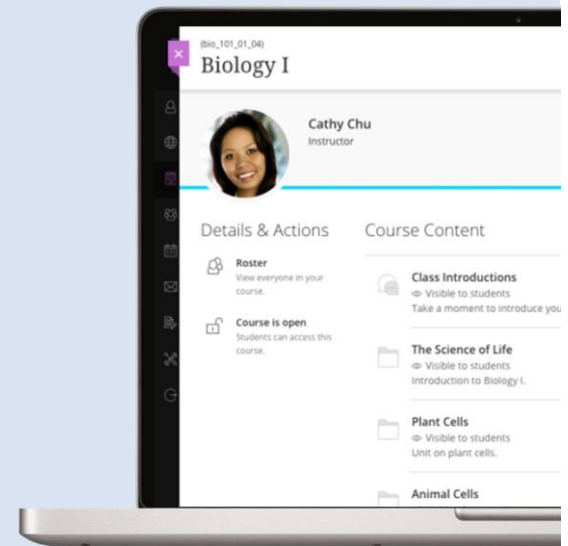 (bio_101_01_04)
Biology I
Cathy Chu
Instructor
Details & Actions
Roster
View everyone in your
course.
Course is open
Students can access this
course.
Course Content
Class Introductions
Visible to students
Take a moment to introduce you
The Science of Life
Visible to students
Introduction to Biology I.
Plant Cells
Visible to students
Unit on plant cells.
Animal Cells